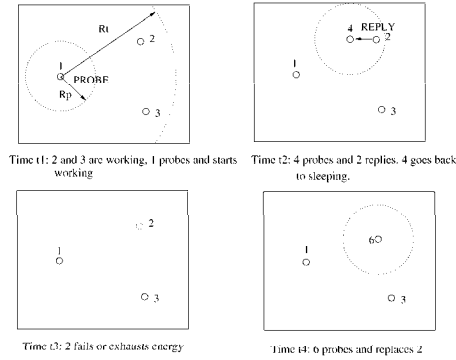 Rt
2
1
PROBE
Rp
3
Time t1: 2 and 3 are working, 1 probes and starts
working
4 REPLY
2
1
3
Time t2: 4 probes and 2 replies. 4 goes back
to sleeping.
2
1
3
Time t3: 2 fails or exhausts energy
6
1
3
Time t4: 6 probes and replaces 2